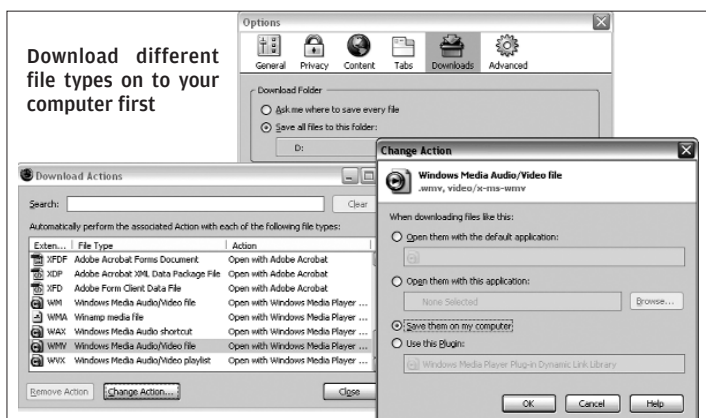 Download different
file types on to your
computer first
Options
General Privacy Content Tabs Downloads Advanced
Download Folder
Ask me where to save every file
Save all files to this folder:
D:
Download Actions
Search: Clear
Automatically perform the associated Action with each of the following file types:
Exten... File Type Action
XFDF Adobe Acrobat Forms Document Open with Adobe Acrobat
XDP Adobe Acrobat XML Data Package File Open with Adobe Acrobat
XFD Adobe Form Client Data File Open with Adobe Acrobat
WM Windows Media Audio/Video file Open with Windows Media Player ...
WMA Winamp media file Open with Windows Media Player ...
WAX Windows Media Audio shortcut Open with Windows Media Player ...
WMV Windows Media Audio/Video file Open with Windows Media Player ...
WVX Windows Media Audio/Video playlist Open with Windows Media Player ...
Remove Action Change Action... Close
Change Action
Windows Media Audio/Video file
.wmv, video/x-ms-wmv
When downloading files like this:
Open them with the default application:
Open them with this application:
None Selected Browse...
Save them on my computer
Use this Plugin:
Windows Media Player Plug-in Dynamic Link Library
OK Cancel Help